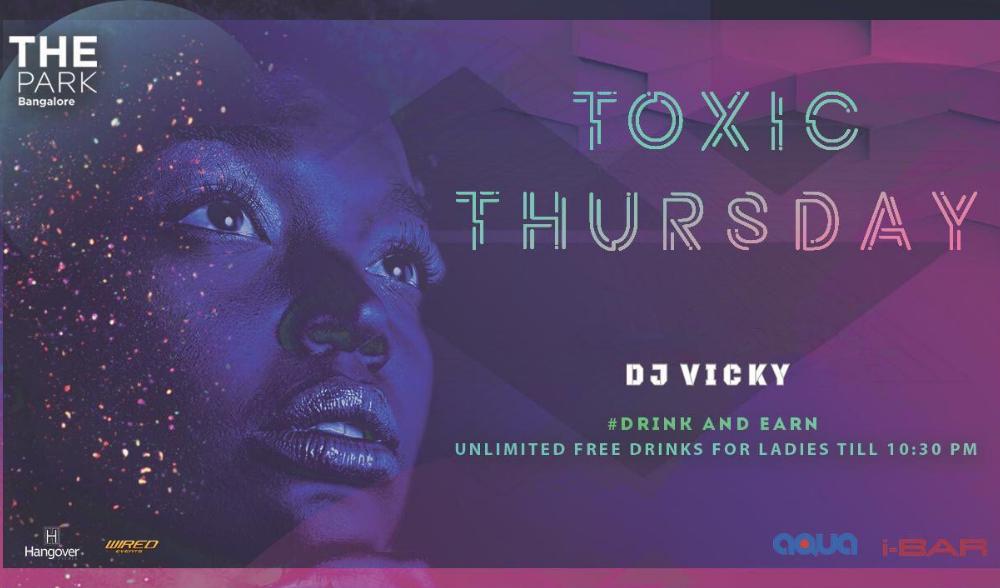 THE
PARK
Bangalore
TOXIC
THURSDAY
DJ VICKY
#DRINK AND EARN
UNLIMITED FREE DRINKS FOR LADIES TILL 10:30 PM
H
Hangover
WIRED
EVENTS
aqua
i-BAR